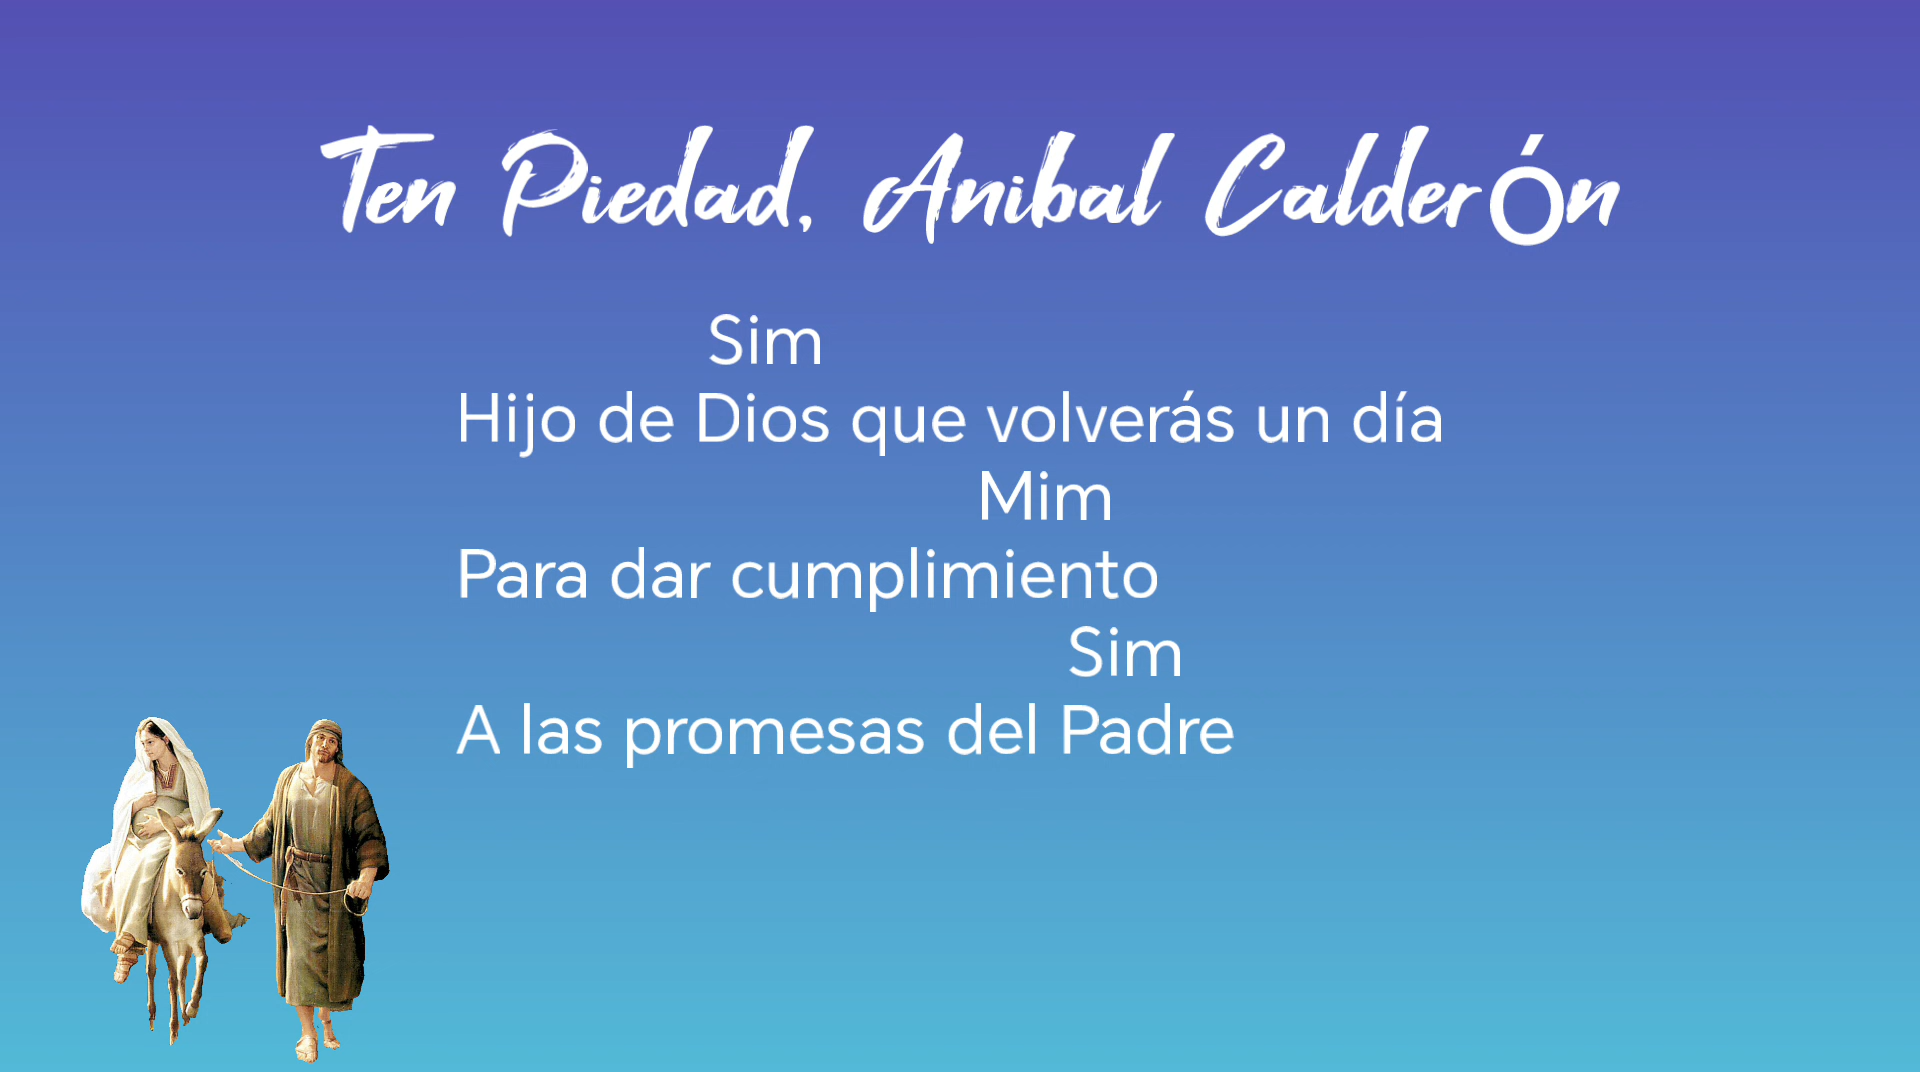 Ten Piedad, Anibal Calderón
Sim
Hijo de Dios que volverás un día
Mim
Para dar cumplimiento
Sim
A las promesas del Padre